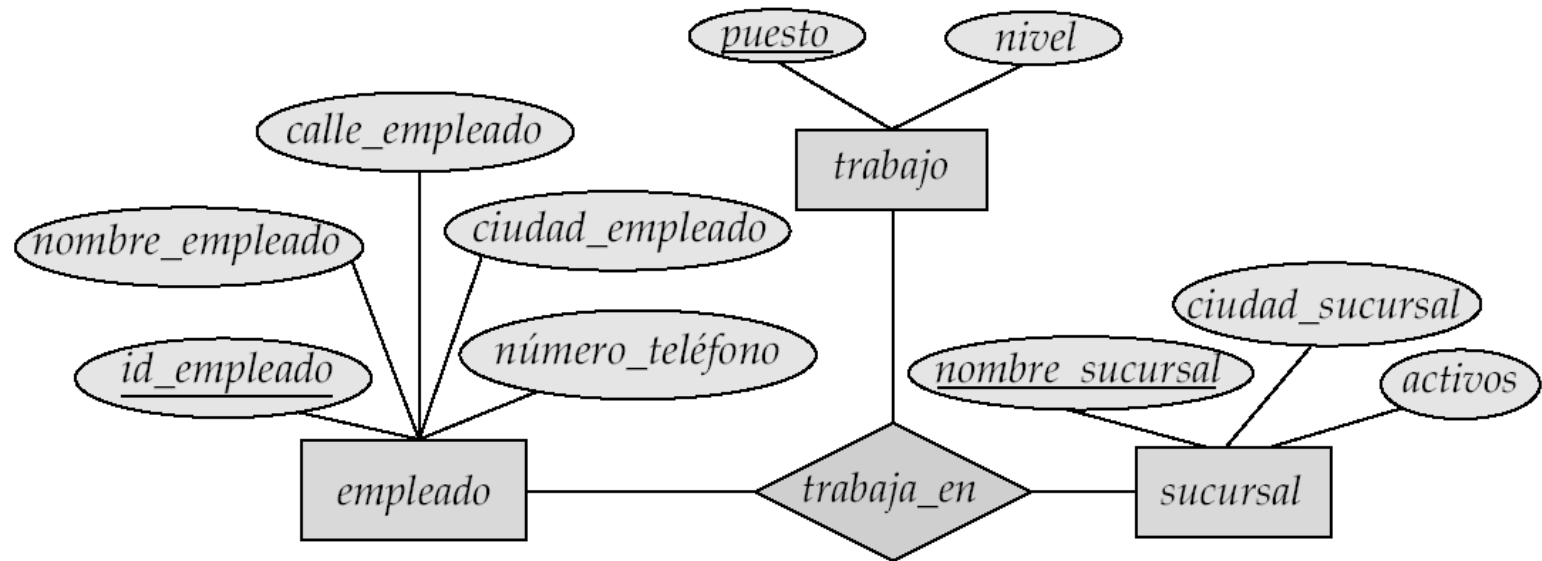 puesto
nivel
calle_empleado
trabajo
nombre_empleado
ciudad_empleado
id_empleado
número_teléfono
ciudad_sucursal
nombre_sucursal
activos
empleado
trabaja_en
sucursal